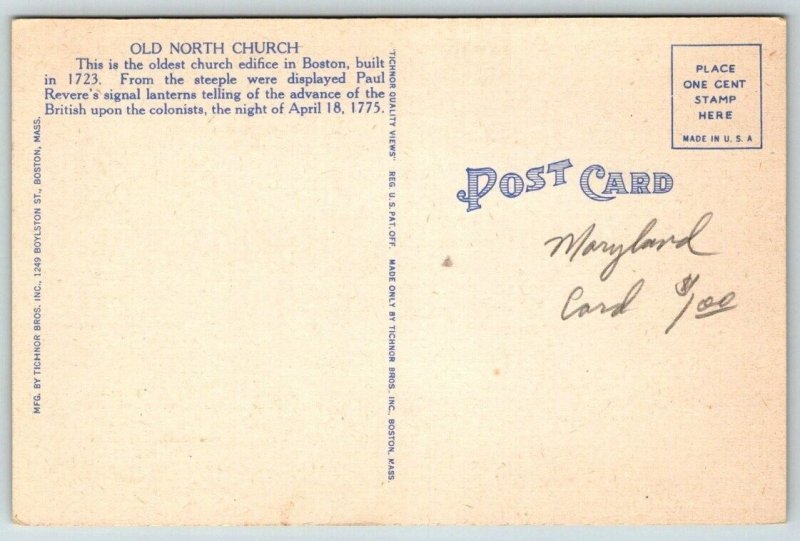 OLD NORTH CHURCH
This is the oldest church edifice in Boston, built
in 1723. From the steeple were displayed Paul
Revere's signal lanterns telling of the advance of the
British upon the colonists, the night of April 18, 1775.
MFG. BY TICHNOR BROS. INC., 1249 BOYLSTON ST., BOSTON, MASS.
"TICHNOR QUALITY VIEWS" REG. U.S. PAT. OFF. MADE ONLY BY TICHNOR BROS. INC., BOSTON, MASS.
PLACE
ONE CENT
STAMP
HERE
MADE IN U. S. A
POST CARD
Maryland
Card $1.00